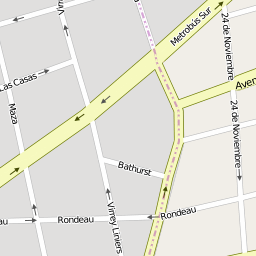 Metrobús Sur
24 de Noviembre
Las Casas
Aven
Maza
24 de Noviembre
Bathurst
Virrey Liniers
Rondeau
Rondeau